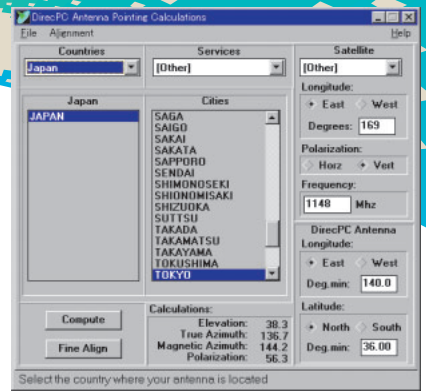 DirecPC Antenna Pointing Calculations
File Alignment Help
Countries
Japan
Services
[Other]
Satellite
[Other]
Longitude:
East West
Degrees: 169
Polarization:
Horz Vert
Frequency:
1148 Mhz
Japan
JAPAN
Cities
SAGA
SAIGO
SAKAI
SAKATA
SAPPORO
SENDAI
SHIMONOSEKI
SHIONOMISAKI
SHIZUOKA
SUTTSU
TAKADA
TAKAMATSU
TAKAYAMA
TOKUSHIMA
TOKYO
DirecPC Antenna
Longitude:
East West
Deg.min: 140.0
Latitude:
North South
Deg.min: 36.00
Compute
Fine Align
Calculations:
Elevation: 38.3
True Azimuth: 136.7
Magnetic Azimuth: 144.2
Polarization: 56.3
Select the country where your antenna is located